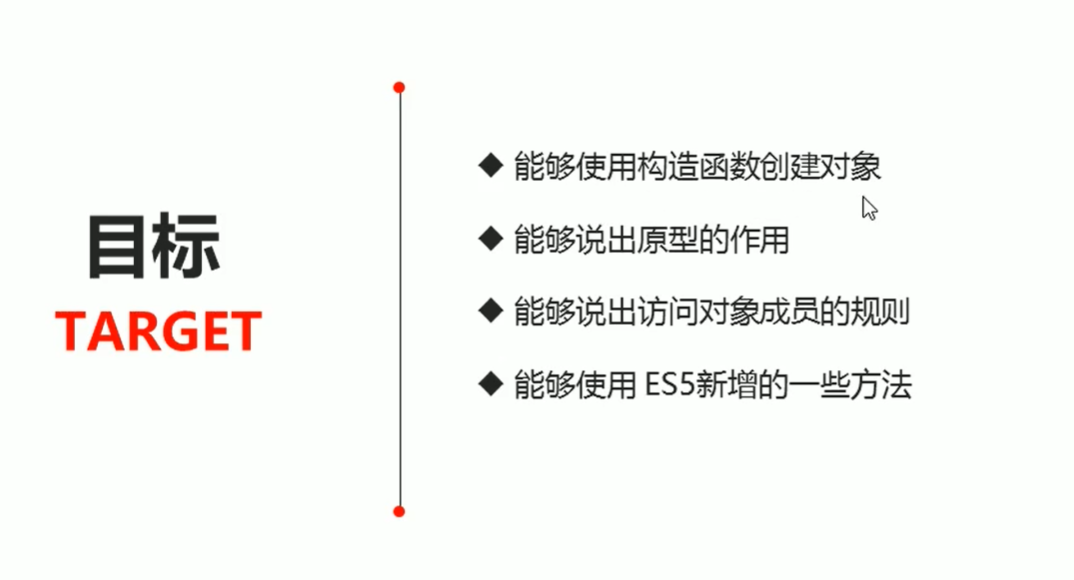 目标
TARGET
◆ 能够使用构造函数创建对象
◆ 能够说出原型的作用
◆ 能够说出访问对象成员的规则
◆ 能够使用 ES5新增的一些方法